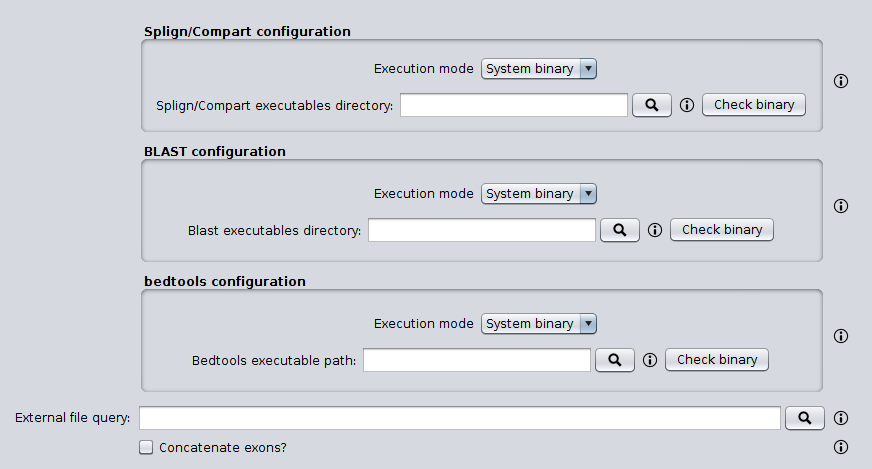 Splign/Compart configuration
Execution mode System binary
Splign/Compart executables directory: Check binary
BLAST configuration
Execution mode System binary
Blast executables directory: Check binary
bedtools configuration
Execution mode System binary
Bedtools executable path: Check binary
External file query:
Concatenate exons?